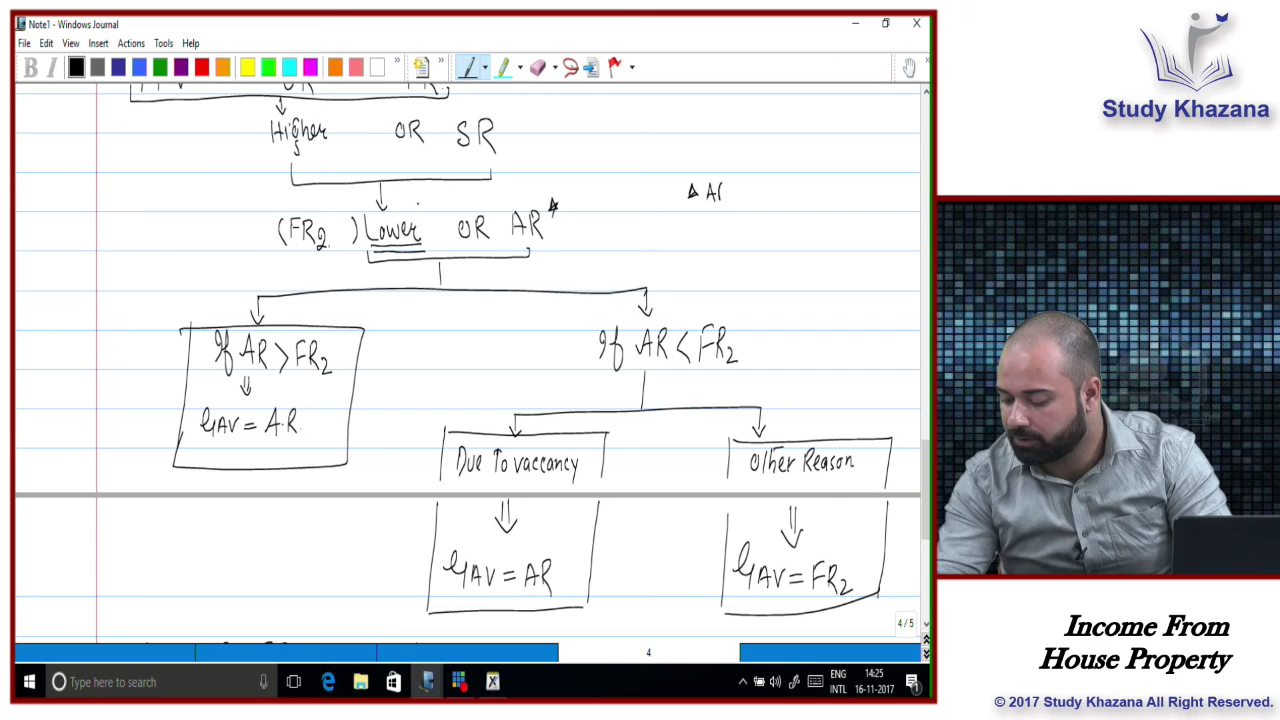 Note1 - Windows Journal
File Edit View Insert Actions Tools Help
B I
Study Khazana
OR
Higher OR SR
(FR2 ) Lower OR AR*
If AR > FR2
GAV = A.R.
If AR < FR2
Due To vaccancy
Other Reason
GAV = AR
GAV = FR2
4/5
4
Type here to search
ENG
INTL
14:25
16-11-2017
1
Income From
House Property
© 2017 Study Khazana All Right Reserved.